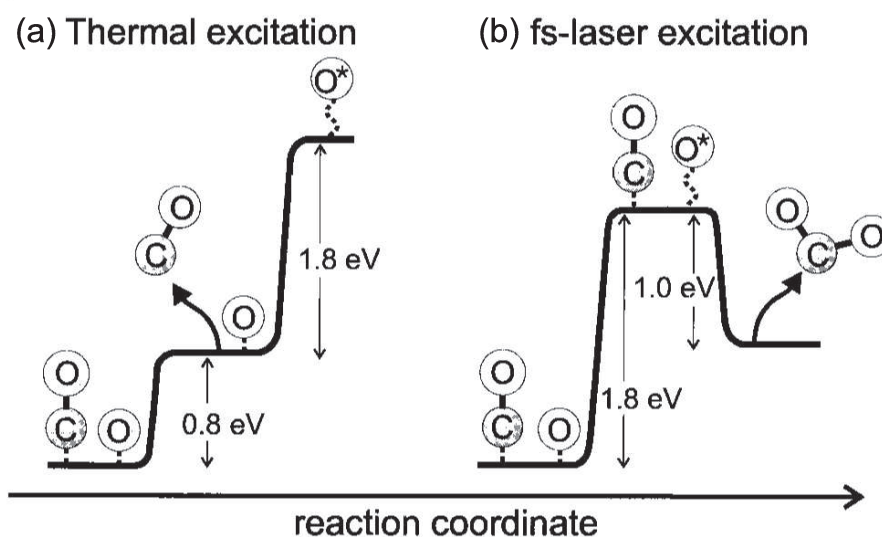 (a) Thermal excitation
(b) fs-laser excitation
O*
O
C
O
O
C
O
0.8 eV
1.8 eV
O
C
O*
O
C
O
O
C
O
1.0 eV
1.8 eV
reaction coordinate